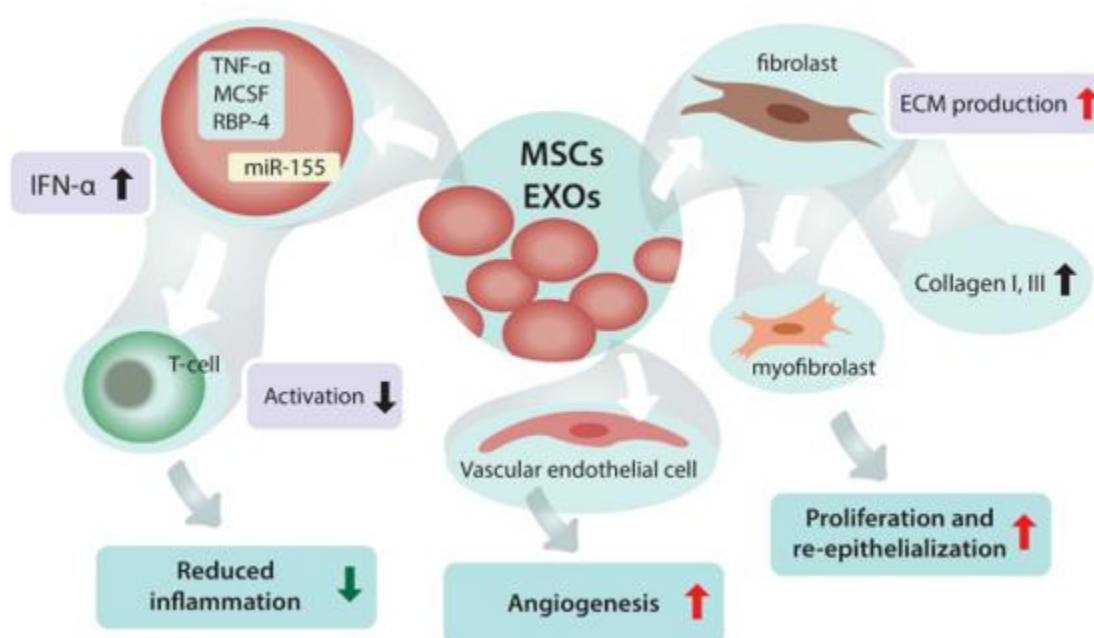 TNF-α
MCSF
RBP-4
miR-155
IFN-α
T-cell
Activation
Reduced
inflammation
MSCs
EXOs
Vascular endothelial cell
Angiogenesis
fibrolast
ECM production
Collagen I, III
myofibrolast
Proliferation and
re-epithelialization